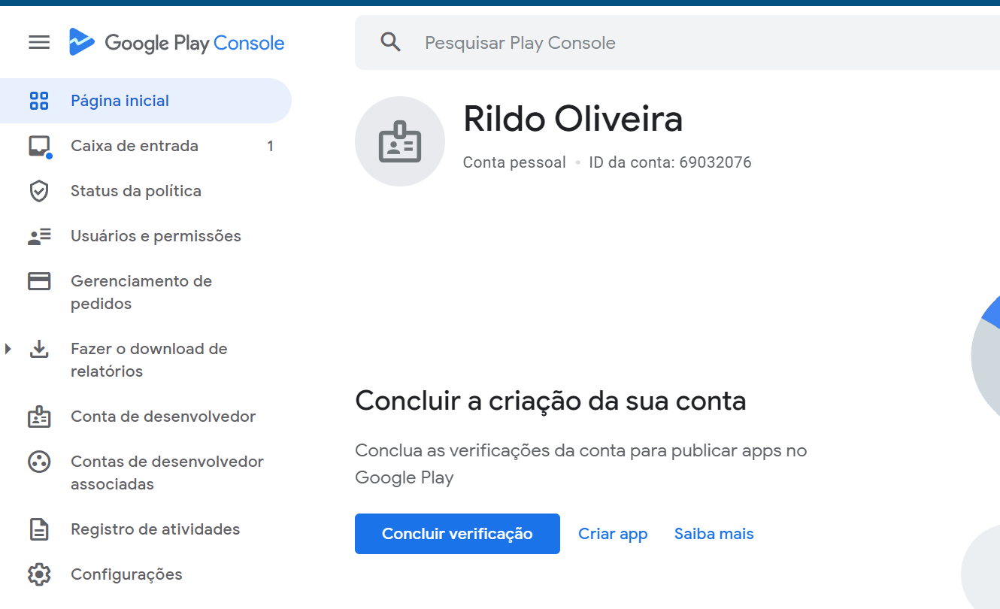 Google Play Console
Pesquisar Play Console
Página inicial
Caixa de entrada 1
Status da política
Usuários e permissões
Gerenciamento de
pedidos
Fazer o download de
relatórios
Conta de desenvolvedor
Contas de desenvolvedor
associadas
Registro de atividades
Configurações
Rildo Oliveira
Conta pessoal • ID da conta: 69032076
Concluir a criação da sua conta
Conclua as verificações da conta para publicar apps no
Google Play
Concluir verificação Criar app Saiba mais